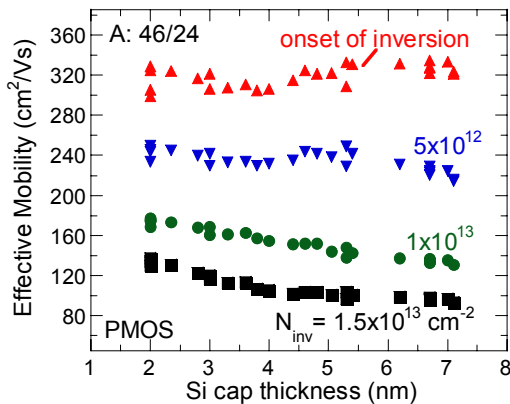 A: 46/24
onset of inversion
5x10¹²
1x10¹³
N_inv = 1.5x10¹³ cm⁻²
PMOS
Effective Mobility (cm²/Vs)
360
320
280
240
200
160
120
80
1 2 3 4 5 6 7 8
Si cap thickness (nm)